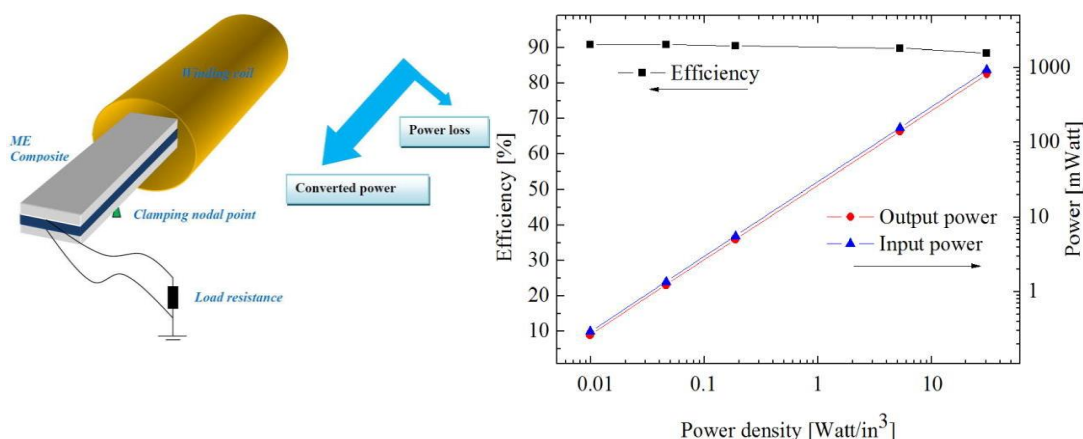 Winding coil
ME
Composite
Power loss
Converted power
Clamping nodal point
Load resistance
Efficiency [%]
90
80
70
60
50
40
30
20
10
Efficiency
Output power
Input power
1000
100
10
1
Power [mWatt]
0.01 0.1 1 10
Power density [Watt/in³]